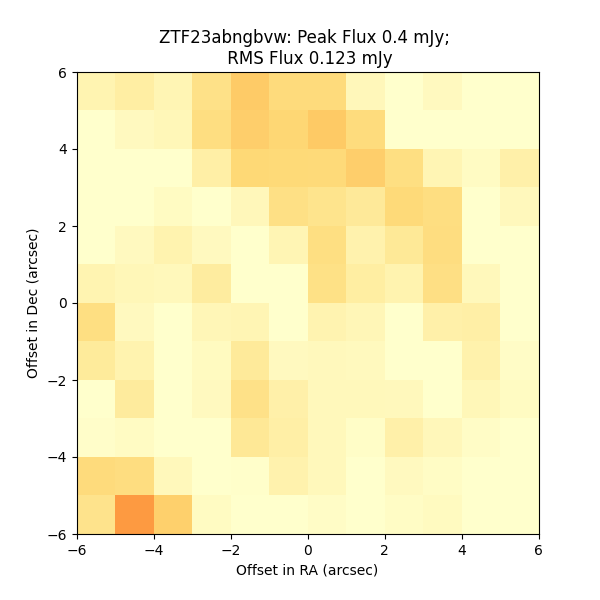 ZTF23abngbvw: Peak Flux 0.4 mJy;
RMS Flux 0.123 mJy
6
4
2
0
−2
−4
−6
Offset in Dec (arcsec)
−6 −4 −2 0 2 4 6
Offset in RA (arcsec)